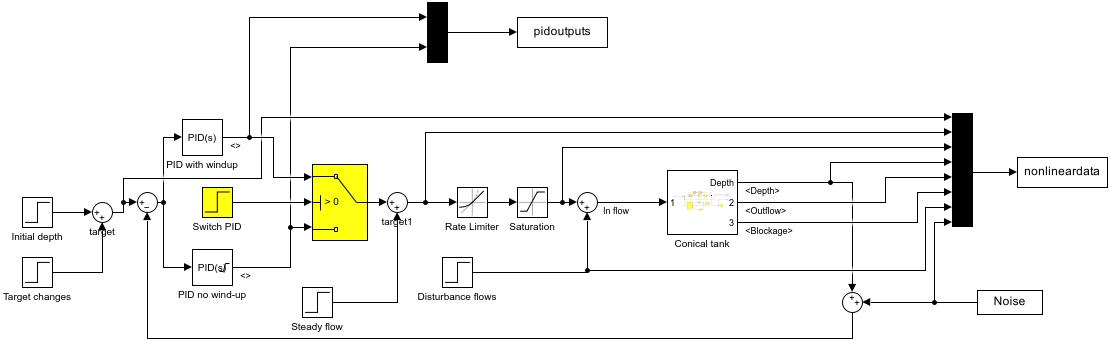 pidoutputs
PID(s)
<>
PID with windup
nonlineardata
Depth
<Depth>
> 0
1
2
<Outflow>
In flow
target
Initial depth
Switch PID
target1
Rate Limiter
Saturation
3
<Blockage>
Conical tank
PID(s)
<>
PID no wind-up
Target changes
Disturbance flows
Steady flow
Noise